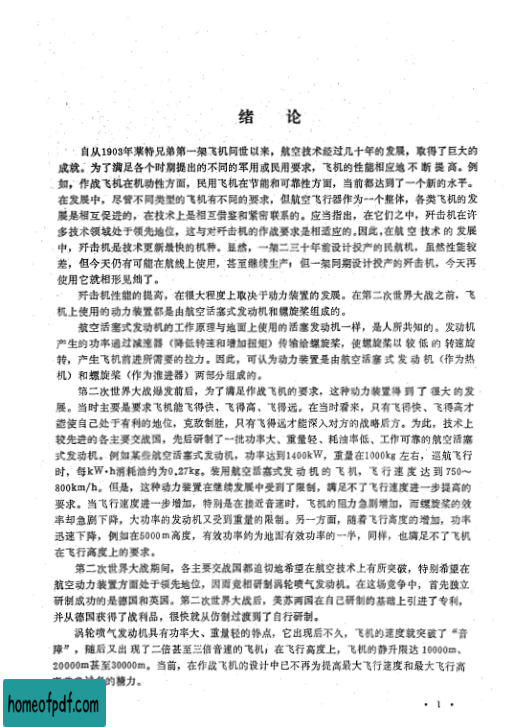 绪 论
自从1903年莱特兄弟第一架飞机问世以来，航空技术经过几十年的发展，取得了巨大的
成就。为了满足各个时期提出的不同的军用或民用要求，飞机的性能相应地不断提高。例
如，作战飞机在机动性方面，民用飞机在节能和可靠性方面，当前都达到了一个新的水平。
在发展中，尽管不同类型的飞机有不同的要求，但航空飞行器作为一个整体，各类飞机的发
展是相互促进的，在技术上是相互借鉴和紧密联系的。应当指出，在它们之中，歼击机在许
多技术领域处于领先地位，这与对歼击机的作战要求是相适应的。因此，在航空技术的发展
中，歼击机是技术更新最快的机种。显然，一架二三十年前设计投产的民航机，虽然性能较
差，但今天仍有可能在航线上使用，甚至继续生产；但一架同期设计投产的歼击机，今天再
使用它就相形见绌了。
歼击机性能的提高，在很大程度上取决于动力装置的发展。在第二次世界大战之前，飞
机上使用的动力装置都是由航空活塞式发动机和螺旋桨组成的。
航空活塞式发动机的工作原理与地面上使用的活塞发动机一样，是人所共知的。发动机
产生的功率通过减速器（降低转速和增加扭矩）传输给螺旋桨，使螺旋桨以较低的转速旋
转，产生飞机前进所需要的拉力。因此，可认为动力装置是由航空活塞式发动机（作为热
机）和螺旋桨（作为推进器）两部分组成的。
第二次世界大战爆发前后，为了满足作战飞机的要求，这种动力装置得到了很大的发
展。当时主要是要求飞机能飞得快、飞得高、飞得远。在当时看来，只有飞得快、飞得高才
能使自己处于有利的地位，克敌制胜，只有飞得远才能深入对方的战略后方。为此，技术上
较先进的各主要交战国，先后研制了一批功率大、重量轻、耗油率低、工作可靠的航空活塞
式发动机。例如某些航空活塞式发动机，功率达到1400kW，重量在1000kg 左右，巡航飞行
时，每kW·h消耗油约为0.27kg。装用航空活塞式发动机的飞机，飞行速度达到750～
800km/h。但是，这种动力装置在继续发展中受到了限制，满足不了飞行速度进一步提高的
要求。当飞行速度进一步增加，特别是在接近音速时，飞机的阻力急剧增加，而螺旋桨的效
率却急剧下降，大功率的发动机又受到重量的限制。另一方面，随着飞行高度的增加，功率
迅速下降，例如在5000m高度，有效功率约为地面有效功率的一半，同样，也满足不了飞机
在飞行高度上的要求。
第二次世界大战期间，各主要交战国都迫切地希望在航空技术上有所突破，特别希望在
航空动力装置方面处于领先地位，因而竞相研制涡轮喷气发动机。在这场竞争中，首先独立
研制成功的是德国和英国。第二次世界大战后，美苏两国在自己研制的基础上引进了专利，
并从德国获得了战利品，很快就从仿制过渡到了自行研制。
涡轮喷气发动机具有功率大、重量轻的特点，它出现后不久，飞机的速度就突破了“音
障”，随后又出现了二倍甚至三倍音速的飞机；在飞行高度上，飞机的静升限达 10000m、
20000m甚至30000m。当前，在作战飞机的设计中已不再为提高最大飞行速度和最大飞行高
的精力。
homeofpdf.com
• 1 •